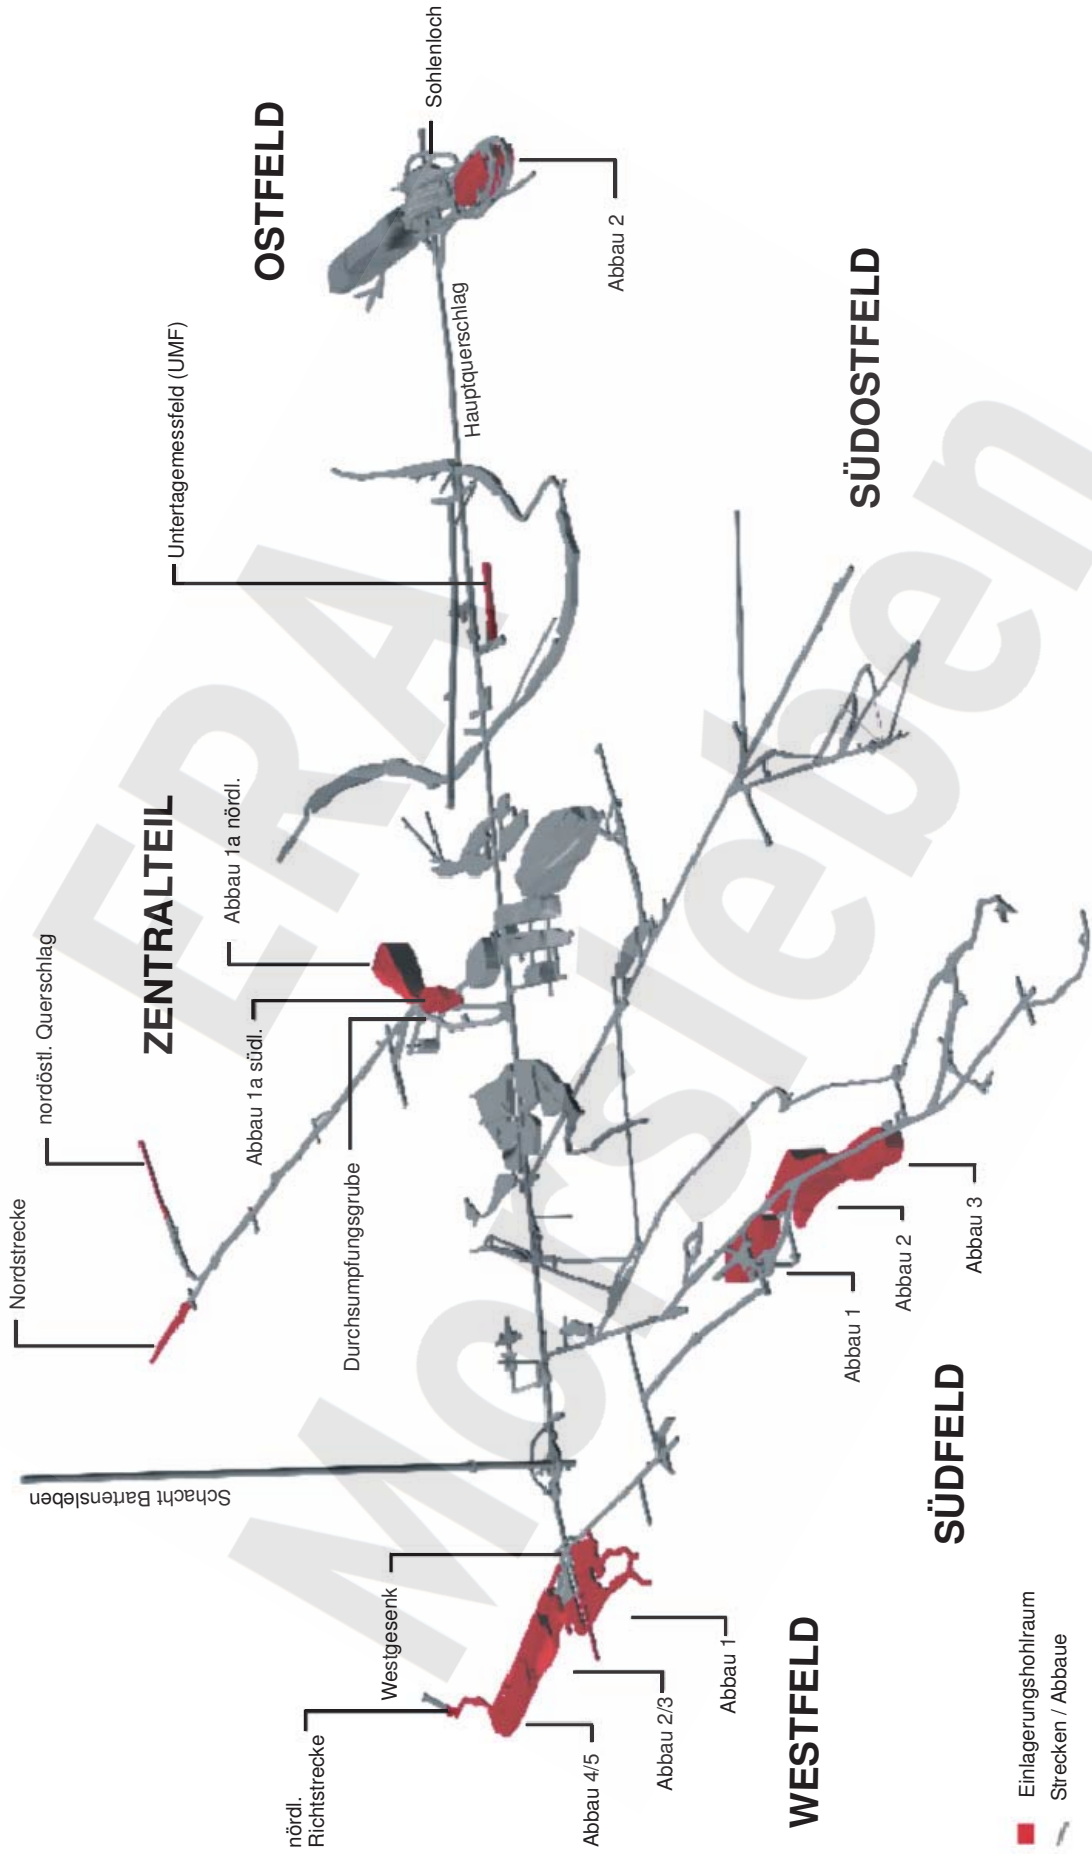 nordöstl. Querschlag
Nordstrecke
ZENTRALTEIL
Untertagemessfeld (UMF)
OSTFELD
Abbau 1a nördl.
Abbau 1a südl.
Durchsumpfungsgrube
Schacht Bartensleben
Sohlenloch
Hauptquerschlag
Abbau 2
nördl.
Richtstrecke
Westgesenk
Abbau 4/5
Abbau 2/3
Abbau 1
WESTFELD
SÜDOSTFELD
Abbau 1
Abbau 2
Abbau 3
SÜDFELD
Einlagerungshohlraum
Strecken / Abbaue
ERA
Morsleben